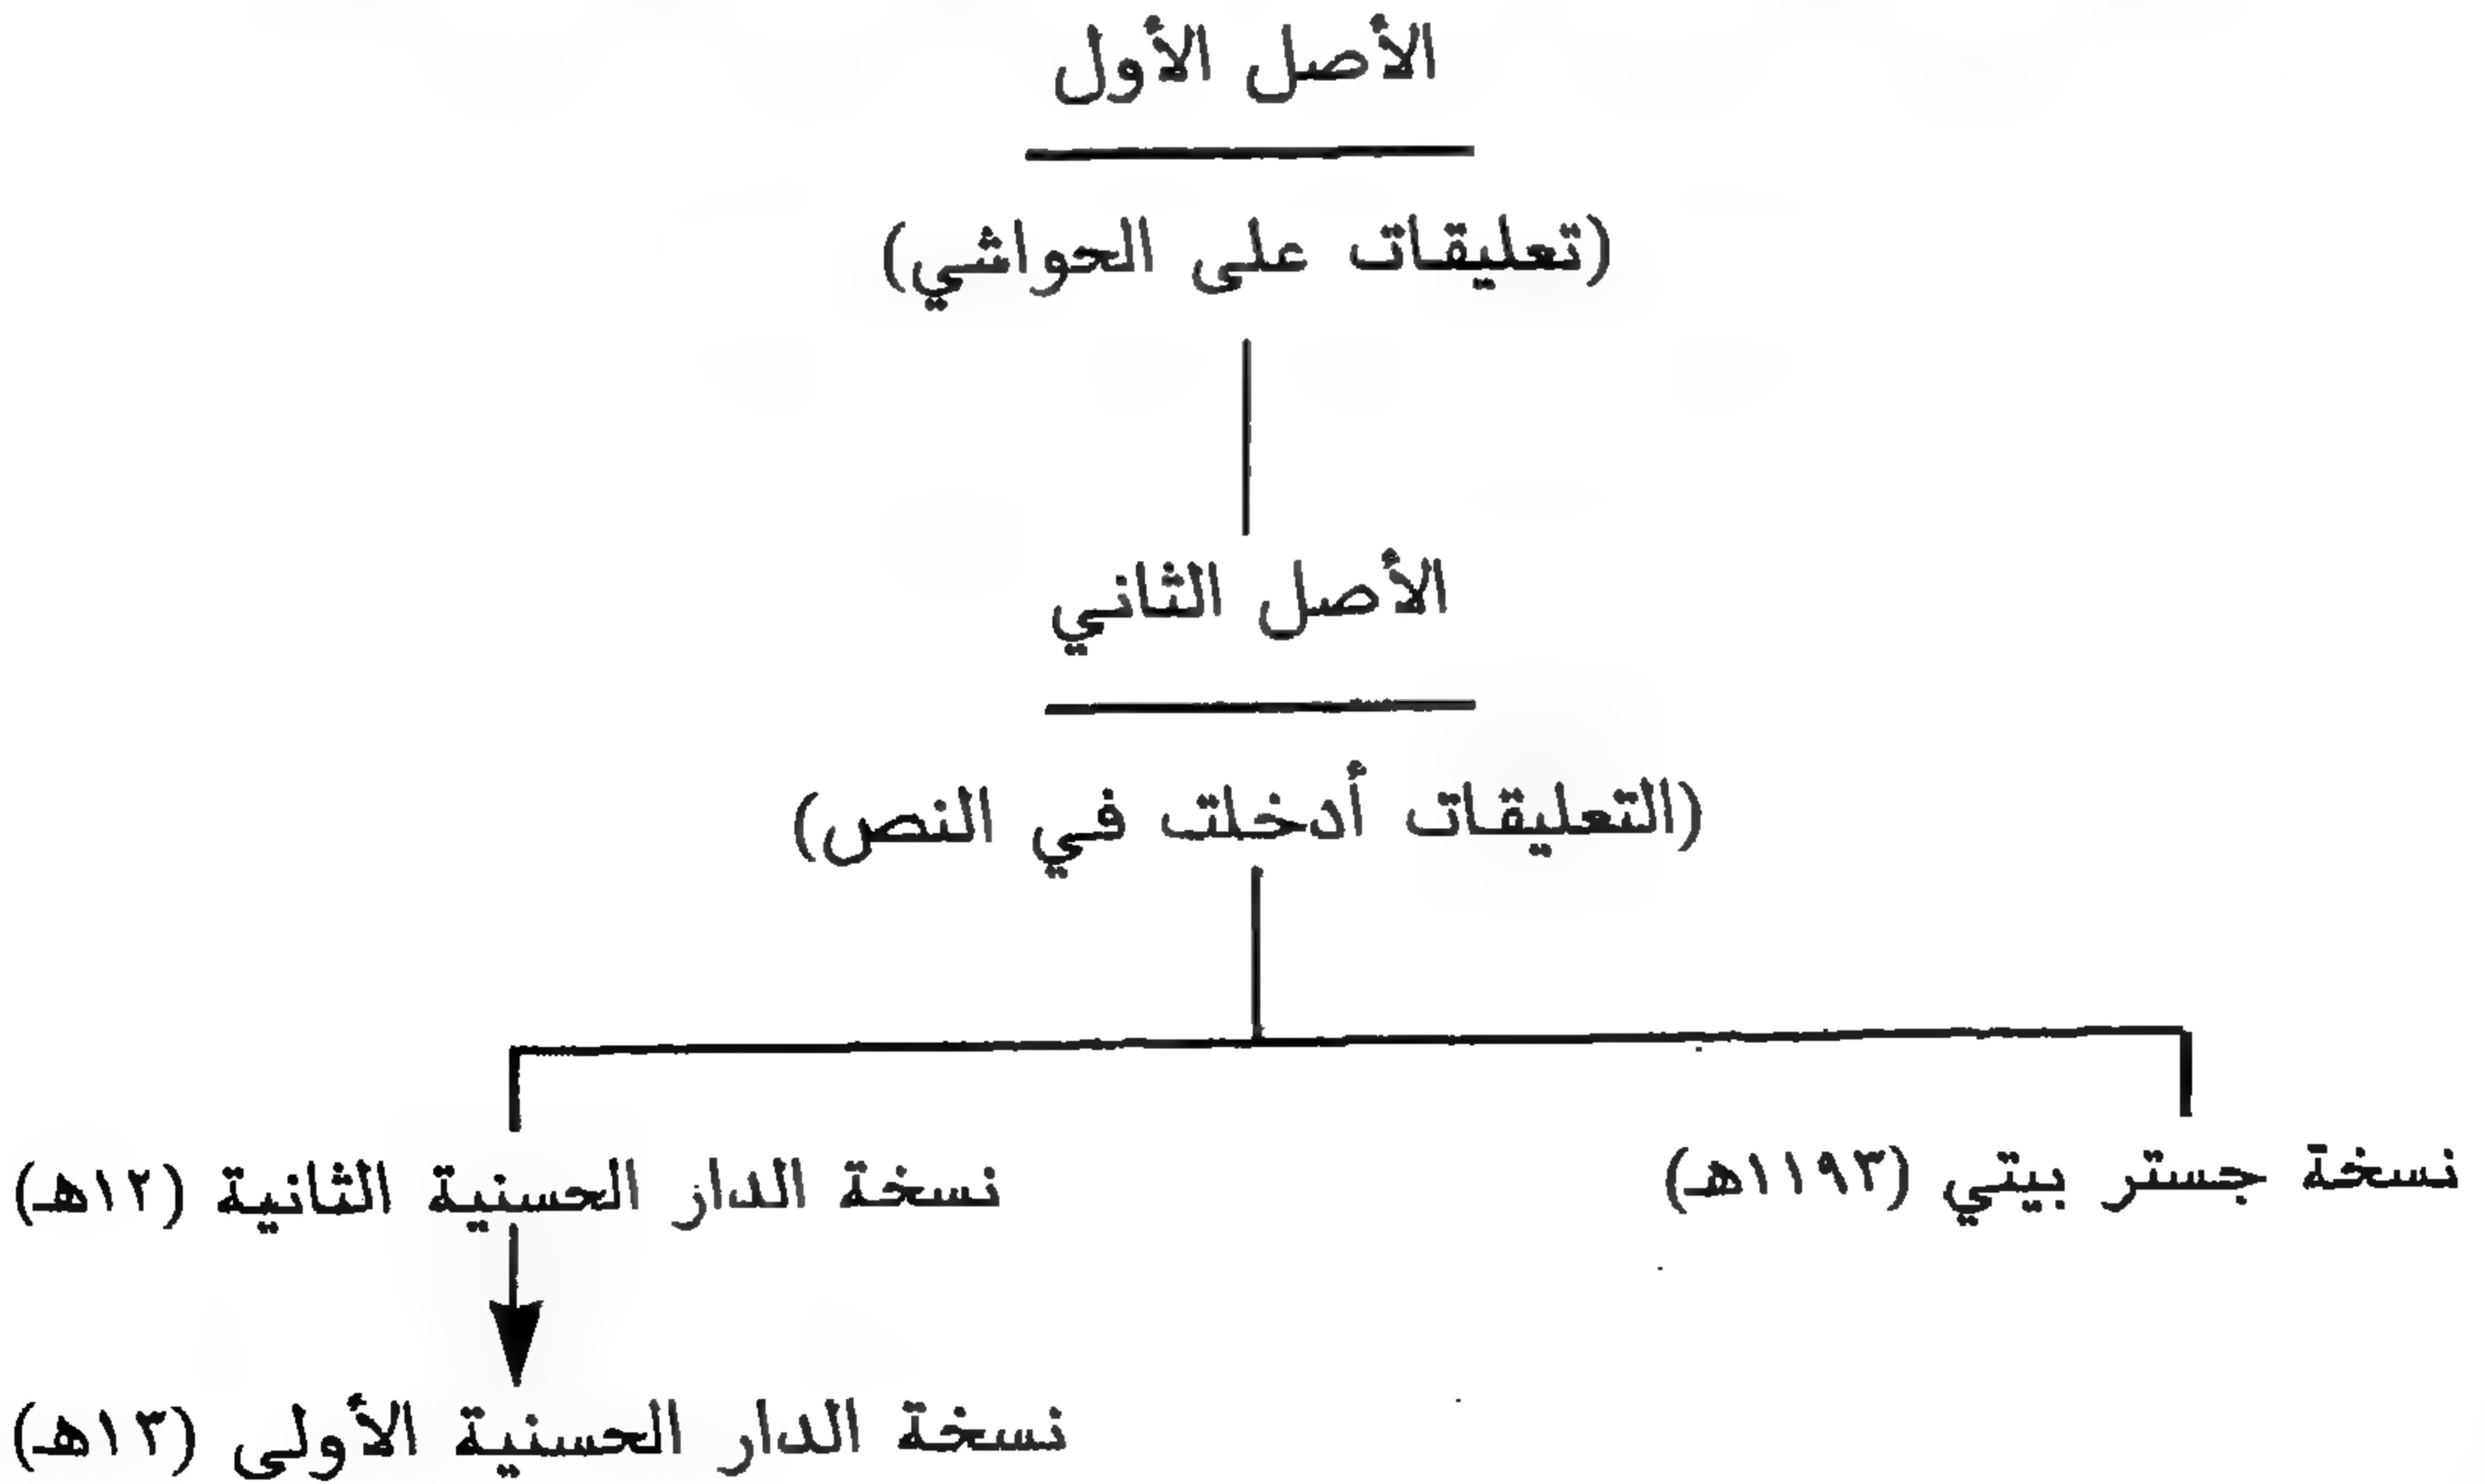 الأصل الأول
(تعليقات على الحواشي)
الأصل الثاني
(التعليقات أدخلت في النص)
نسخة جستر بيتي (١١٩٣هـ)
نسخة الدار الحسنية الثانية (١٢هـ)
نسخة الدار الحسنية الأولى (١٣هـ)